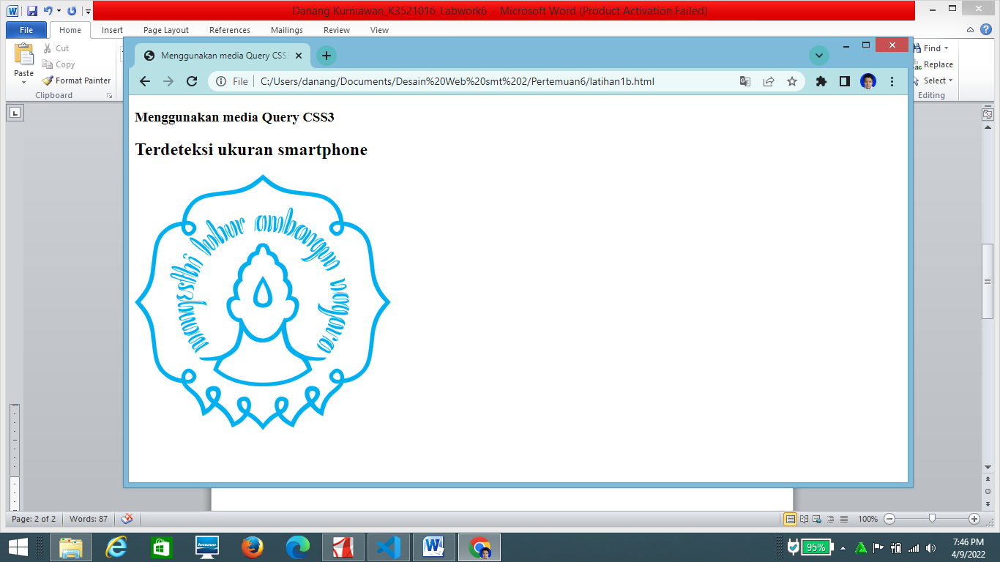 Danang Kurniawan_K3521016_Labwork6 - Microsoft Word (Product Activation Failed)
File Home Insert Page Layout References Mailings Review View
Paste
Cut
Copy
Format Painter
Clipboard
Find
Replace
Select
Editing
Menggunakan media Query CSS3
File C:/Users/danang/Documents/Desain%20Web%20smt%202/Pertemuan6/latihan1b.html
Menggunakan media Query CSS3
Terdeteksi ukuran smartphone
mangesthi luhur ambangun nagara
Page: 2 of 2 Words: 87 100%
lenovo
95%
7:46 PM
4/9/2022